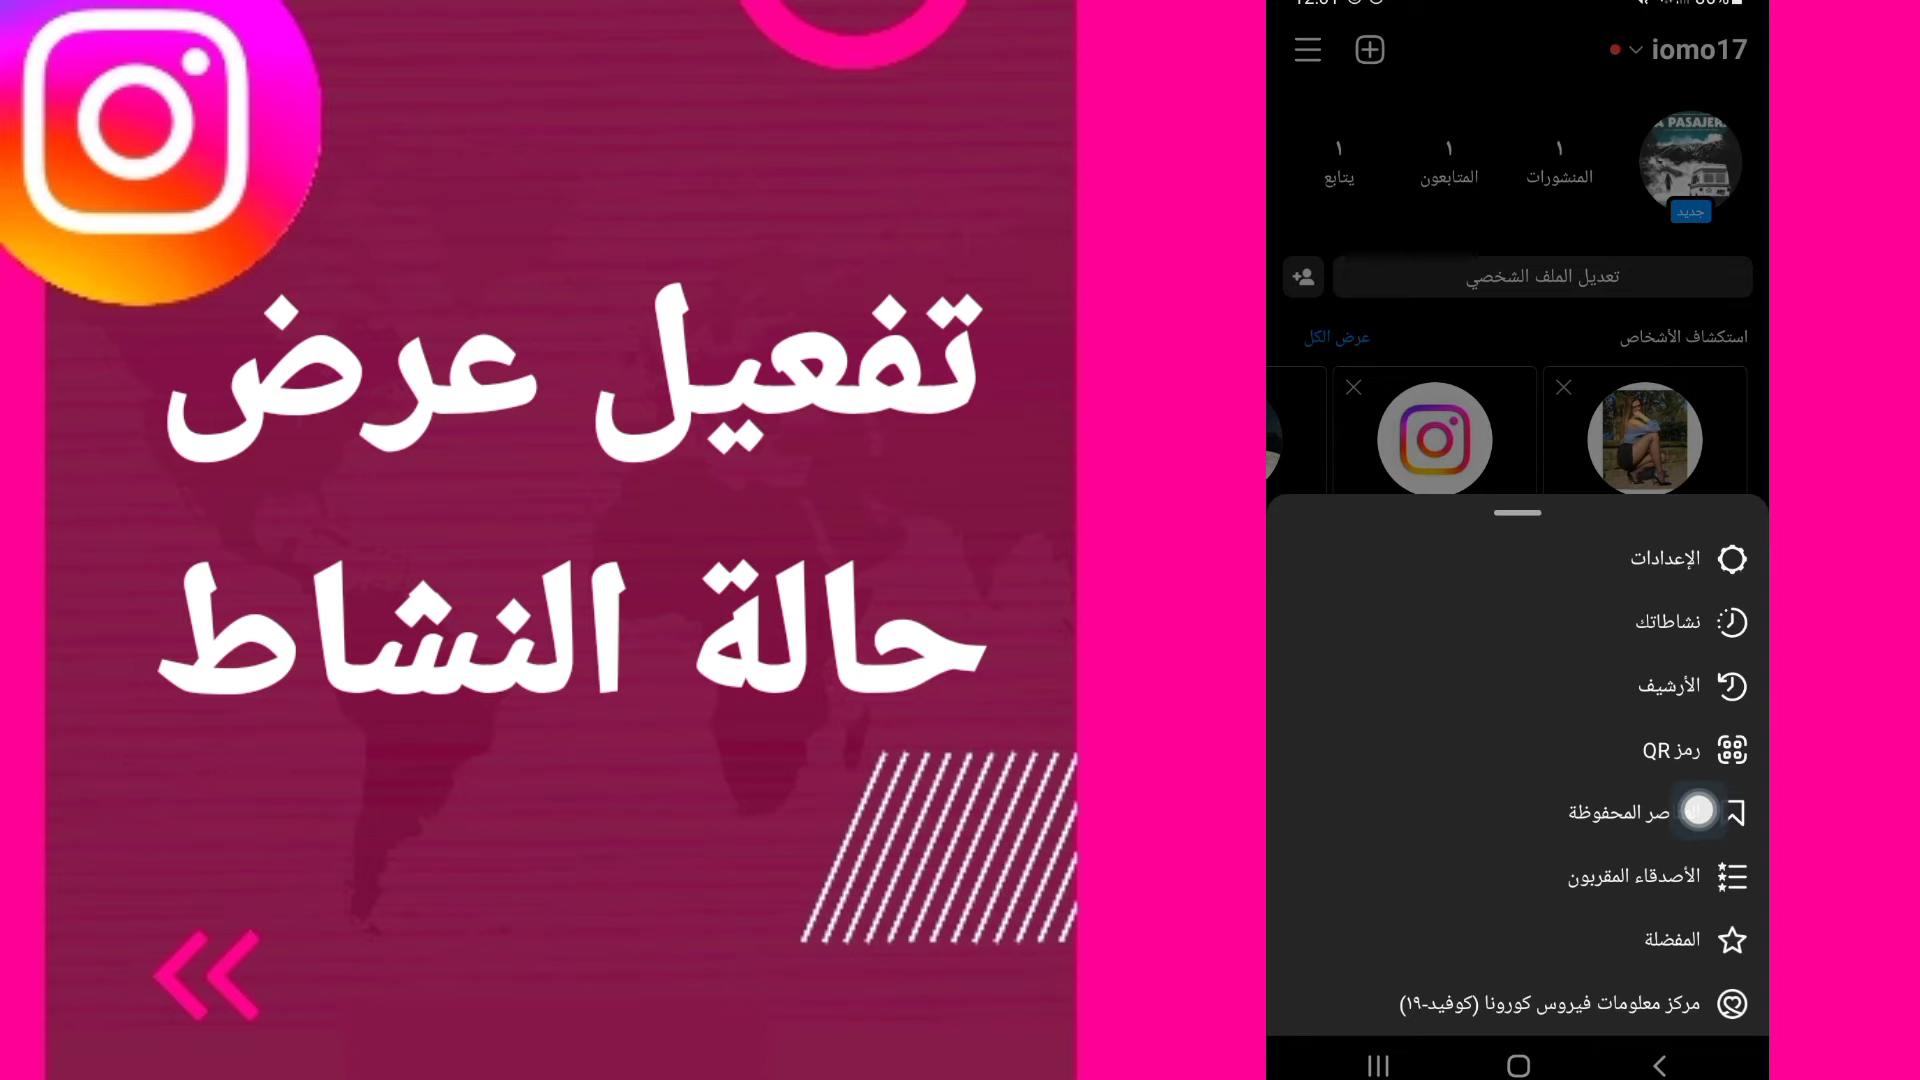 تفعيل عرض
حالة النشاط
iomo17
A PASAJER
جديد
١ ١ ١
المنشورات المتابعون يتابع
تعديل الملف الشخصي
استكشاف الأشخاص عرض الكل
الإعدادات
نشاطاتك
الأرشيف
رمز QR
المحفوظة
الأصدقاء المقربون
المفضلة
مركز معلومات فيروس كورونا (كوفيد-١٩)